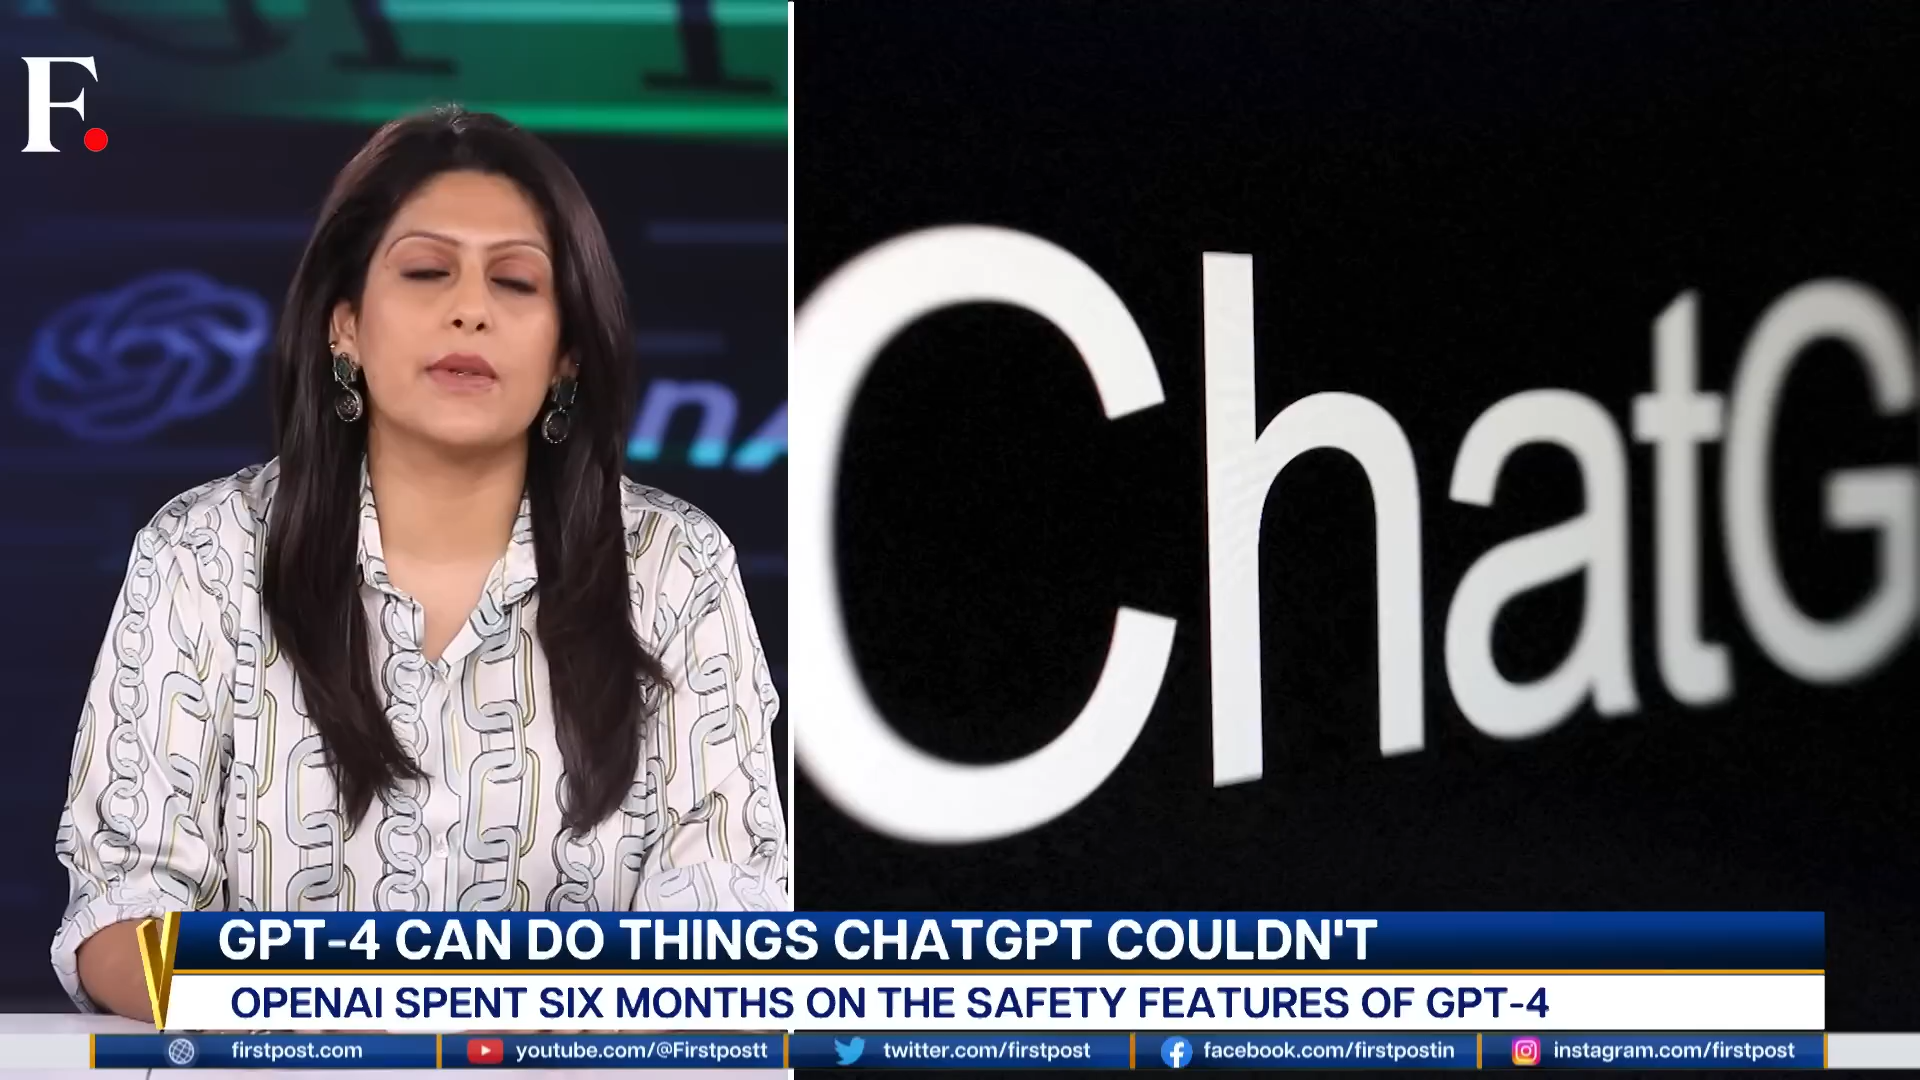 F.
nA
ChatG
GPT-4 CAN DO THINGS CHATGPT COULDN'T
OPENAI SPENT SIX MONTHS ON THE SAFETY FEATURES OF GPT-4
firstpost.com
youtube.com/@Firstpostt
twitter.com/firstpost
facebook.com/firstpostin
instagram.com/firstpost